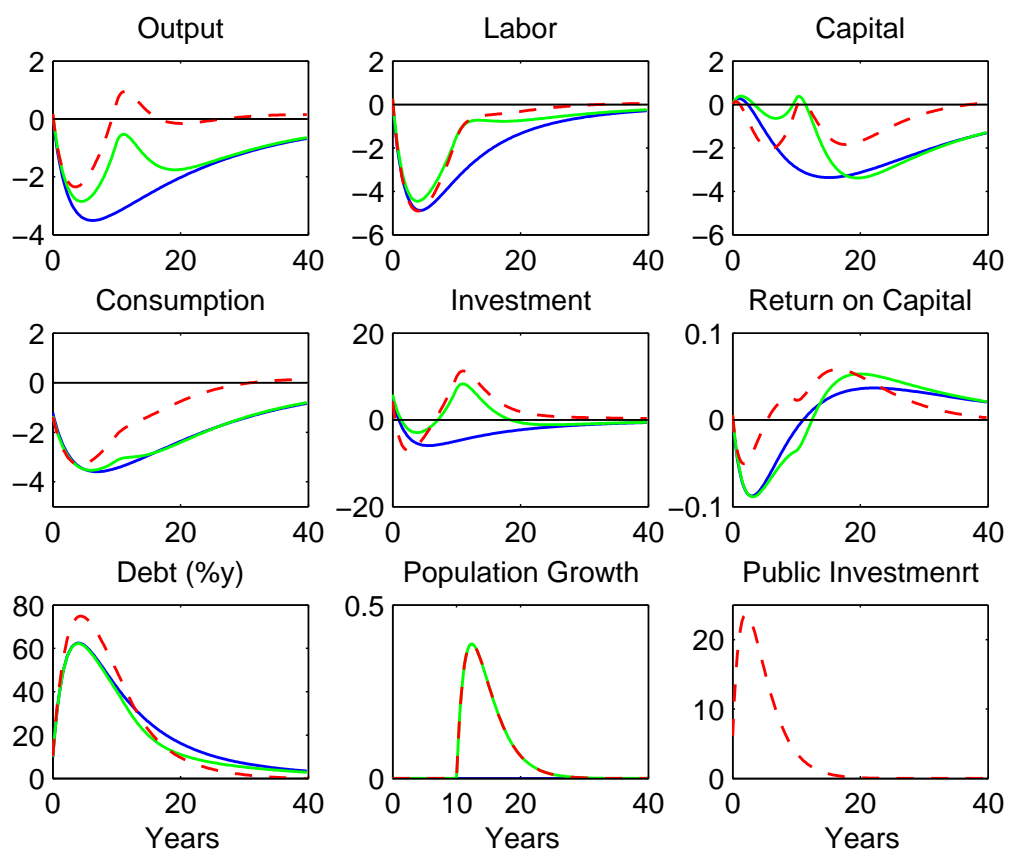 Output Labor Capital
2 2 2
0 0 0
−2 −2 −2
−4 −4 −4
−6 −6
0 20 40 0 20 40 0 20 40
Consumption Investment Return on Capital
2 20 0.1
0 0 0
−2
−4
−20 −0.1
0 20 40 0 20 40 0 20 40
Debt (%y) Population Growth Public Investmenrt
80 0.5
60 20
40
20 10
0 0 0
0 20 40 0 10 20 40 0 20 40
Years Years Years